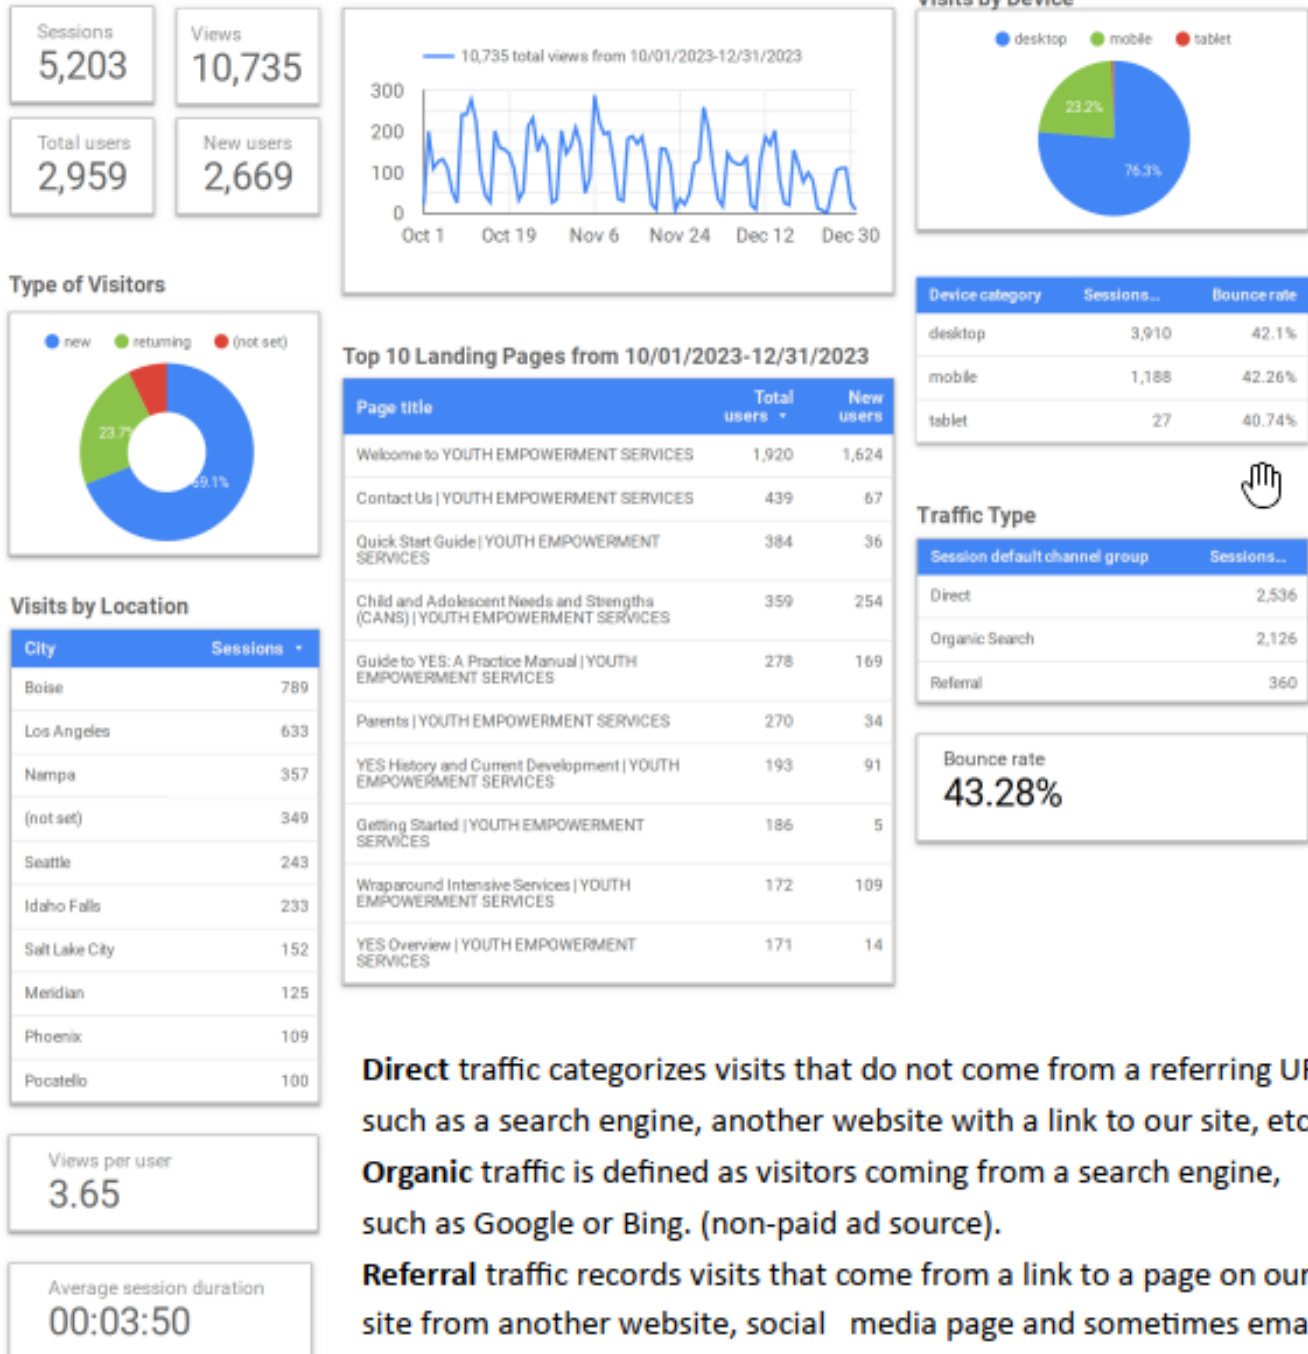 Sessions
5,203
Views
10,735
Total users
2,959
New users
2,669
10,735 total views from 10/01/2023-12/31/2023
300
200
100
0
Oct 1 Oct 19 Nov 6 Nov 24 Dec 12 Dec 30
Visits by Device
desktop mobile tablet
23.2%
76.3%
Type of Visitors
new returning (not set)
23.7%
69.1%
Device category Sessions... Bounce rate
desktop 3,910 42.1%
mobile 1,188 42.26%
tablet 27 40.74%
Top 10 Landing Pages from 10/01/2023-12/31/2023
Page title Total users New users
Welcome to YOUTH EMPOWERMENT SERVICES 1,920 1,624
Contact Us | YOUTH EMPOWERMENT SERVICES 439 67
Quick Start Guide | YOUTH EMPOWERMENT 384 36
SERVICES
Child and Adolescent Needs and Strengths 359 254
(CANS) | YOUTH EMPOWERMENT SERVICES
Guide to YES: A Practice Manual | YOUTH 278 169
EMPOWERMENT SERVICES
Parents | YOUTH EMPOWERMENT SERVICES 270 34
YES History and Current Development | YOUTH 193 91
EMPOWERMENT SERVICES
Getting Started | YOUTH EMPOWERMENT 186 5
SERVICES
Wraparound Intensive Services | YOUTH 172 109
EMPOWERMENT SERVICES
YES Overview | YOUTH EMPOWERMENT 171 14
SERVICES
Traffic Type
Session default channel group Sessions...
Direct 2,536
Organic Search 2,126
Referral 360
Bounce rate
43.28%
Visits by Location
City Sessions
Boise 789
Los Angeles 633
Nampa 357
(not set) 349
Seattle 243
Idaho Falls 233
Salt Lake City 152
Meridian 125
Phoenix 109
Pocatello 100
Views per user
3.65
Average session duration
00:03:50
Direct traffic categorizes visits that do not come from a referring
such as a search engine, another website with a link to our site, etc
Organic traffic is defined as visitors coming from a search engine,
such as Google or Bing. (non-paid ad source).
Referral traffic records visits that come from a link to a page on our
site from another website, social media page and sometimes